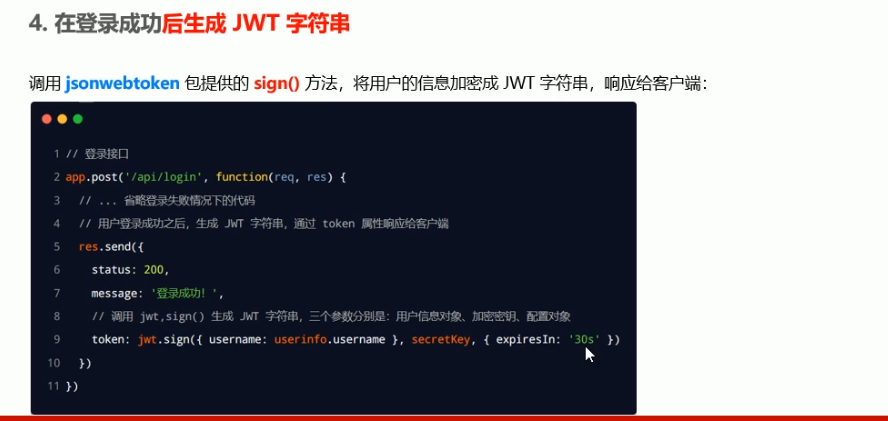 4. 在登录成功后生成 JWT 字符串
调用 jsonwebtoken 包提供的 sign() 方法，将用户的信息加密成 JWT 字符串，响应给客户端：
1 // 登录接口
2 app.post('/api/login', function(req, res) {
3 // ... 省略登录失败情况下的代码
4 // 用户登录成功之后，生成 JWT 字符串，通过 token 属性响应给客户端
5 res.send({
6 status: 200,
7 message: '登录成功！',
8 // 调用 jwt.sign() 生成 JWT 字符串，三个参数分别是：用户信息对象、加密密钥、配置对象
9 token: jwt.sign({ username: userinfo.username }, secretKey, { expiresIn: '30s' })
10 })
11 })